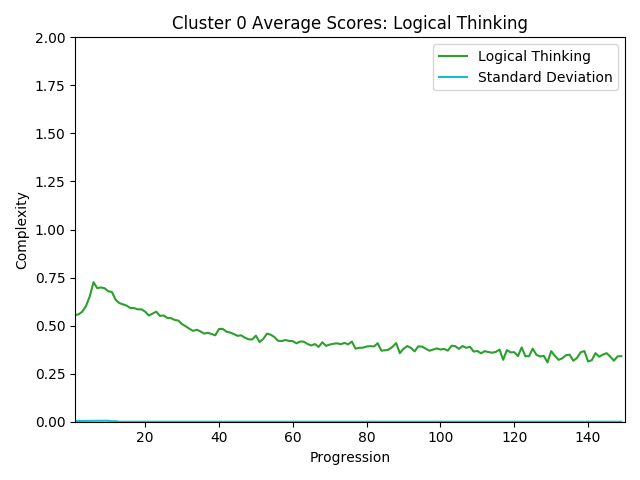 Cluster 0 Average Scores: Logical Thinking
2.00
1.75
1.50
1.25
1.00
0.75
0.50
0.25
0.00
Complexity
Logical Thinking
Standard Deviation
20 40 60 80 100 120 140
Progression